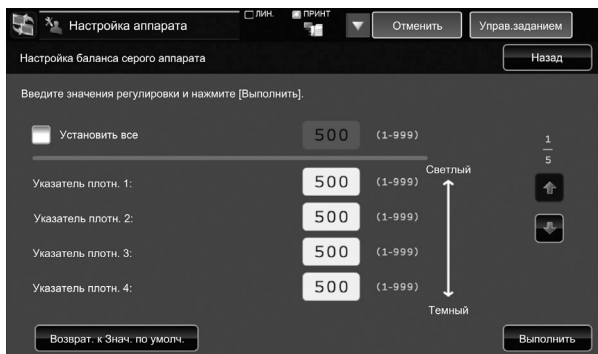 Настройка аппарата
ЛИН.
ПРИНТ
Отменить
Управ.заданием
Настройка баланса серого аппарата
Назад
Введите значения регулировки и нажмите [Выполнить].
Установить все 500 (1-999)
1
5
Светлый
Указатель плотн. 1: 500 (1-999)
Указатель плотн. 2: 500 (1-999)
Указатель плотн. 3: 500 (1-999)
Указатель плотн. 4: 500 (1-999)
Темный
Возврат. к Знач. по умолч.
Выполнить